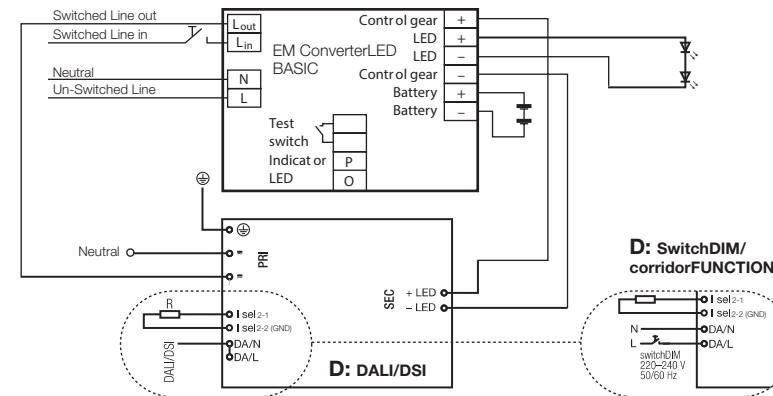 Switched Line out
Switched Line in
Neutral
Un-Switched Line
Lout
Lin
N
L
EM ConverterLED
BASIC
Control gear +
LED +
LED –
Control gear –
Battery +
Battery –
Test
switch
Indicat or
LED
P
O
Neutral
=
=
PRI
SEC
+ LED
– LED
R
I sel 2-1
I sel 2-2 (GND)
DA/N
DA/L
DALI/DSI
D: DALI/DSI
D: SwitchDIM/
corridorFUNCTION
I sel 2-1
I sel 2-2 (GND)
N
DA/N
L
DA/L
switchDIM
220–240 V
50/60 Hz